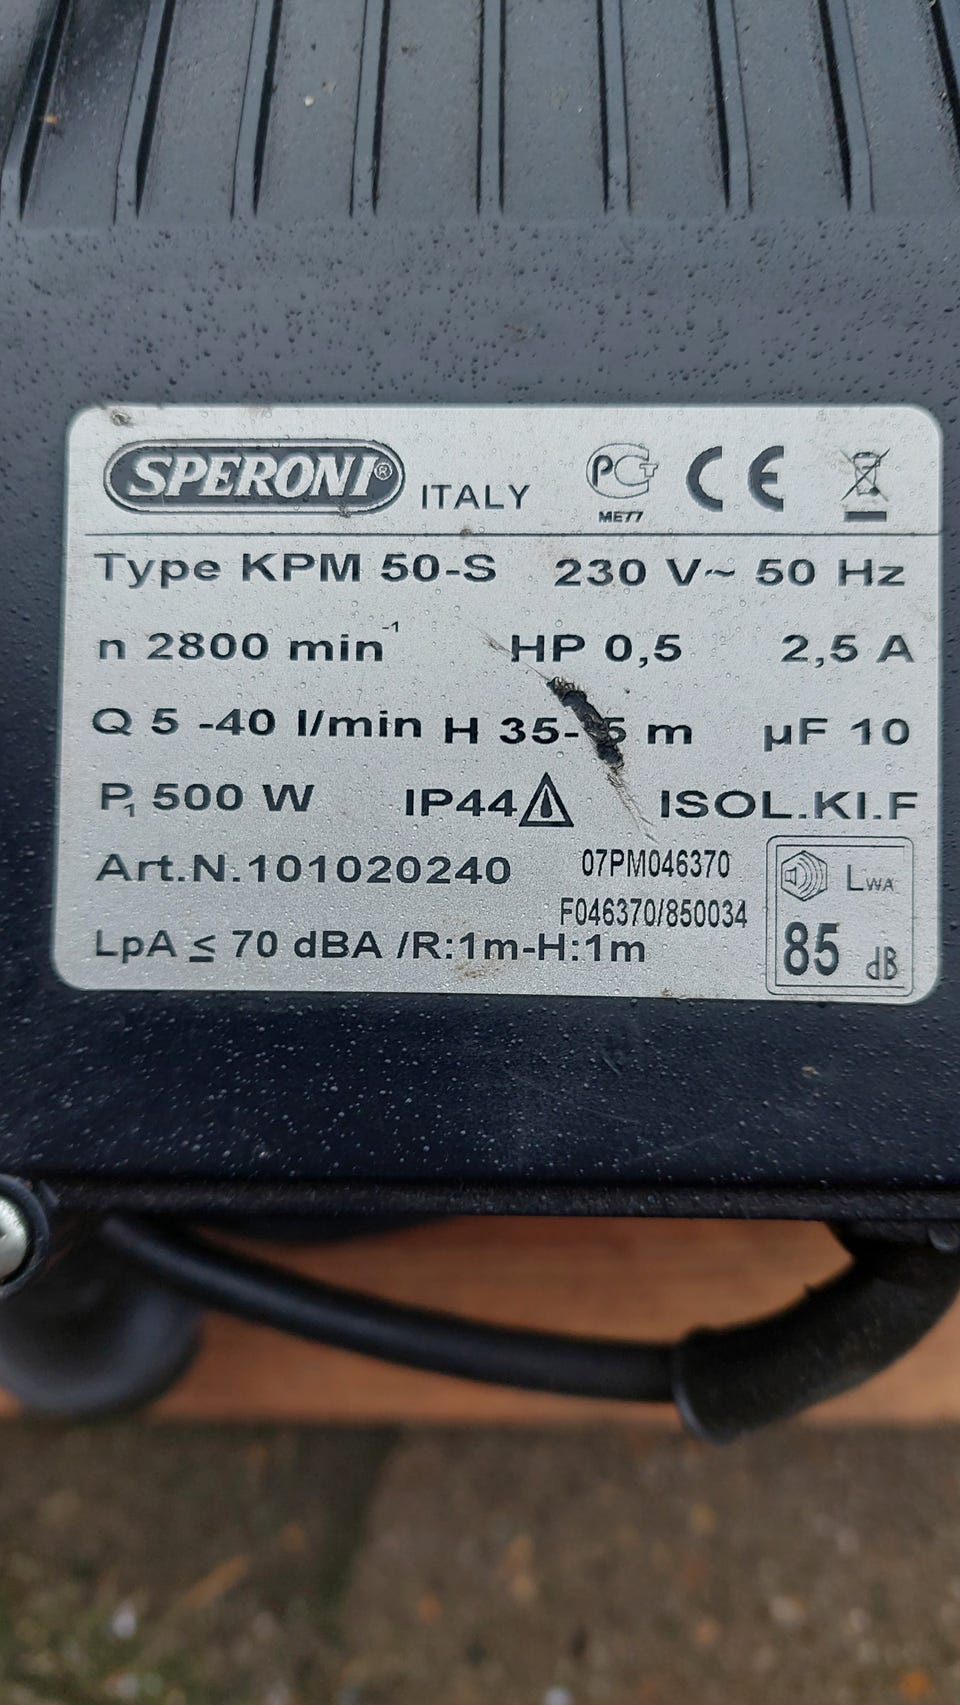 SPERONI® ITALY PCT ME77 CE
Type KPM 50-S 230 V~ 50 Hz
n 2800 min⁻¹ HP 0,5 2,5 A
Q 5 -40 l/min H 35- m µF 10
P₁ 500 W IP44 ISOL.KI.F
Art.N.101020240 07PM046370
F046370/850034
LpA ≤ 70 dBA /R:1m-H:1m
LWA
85 dB